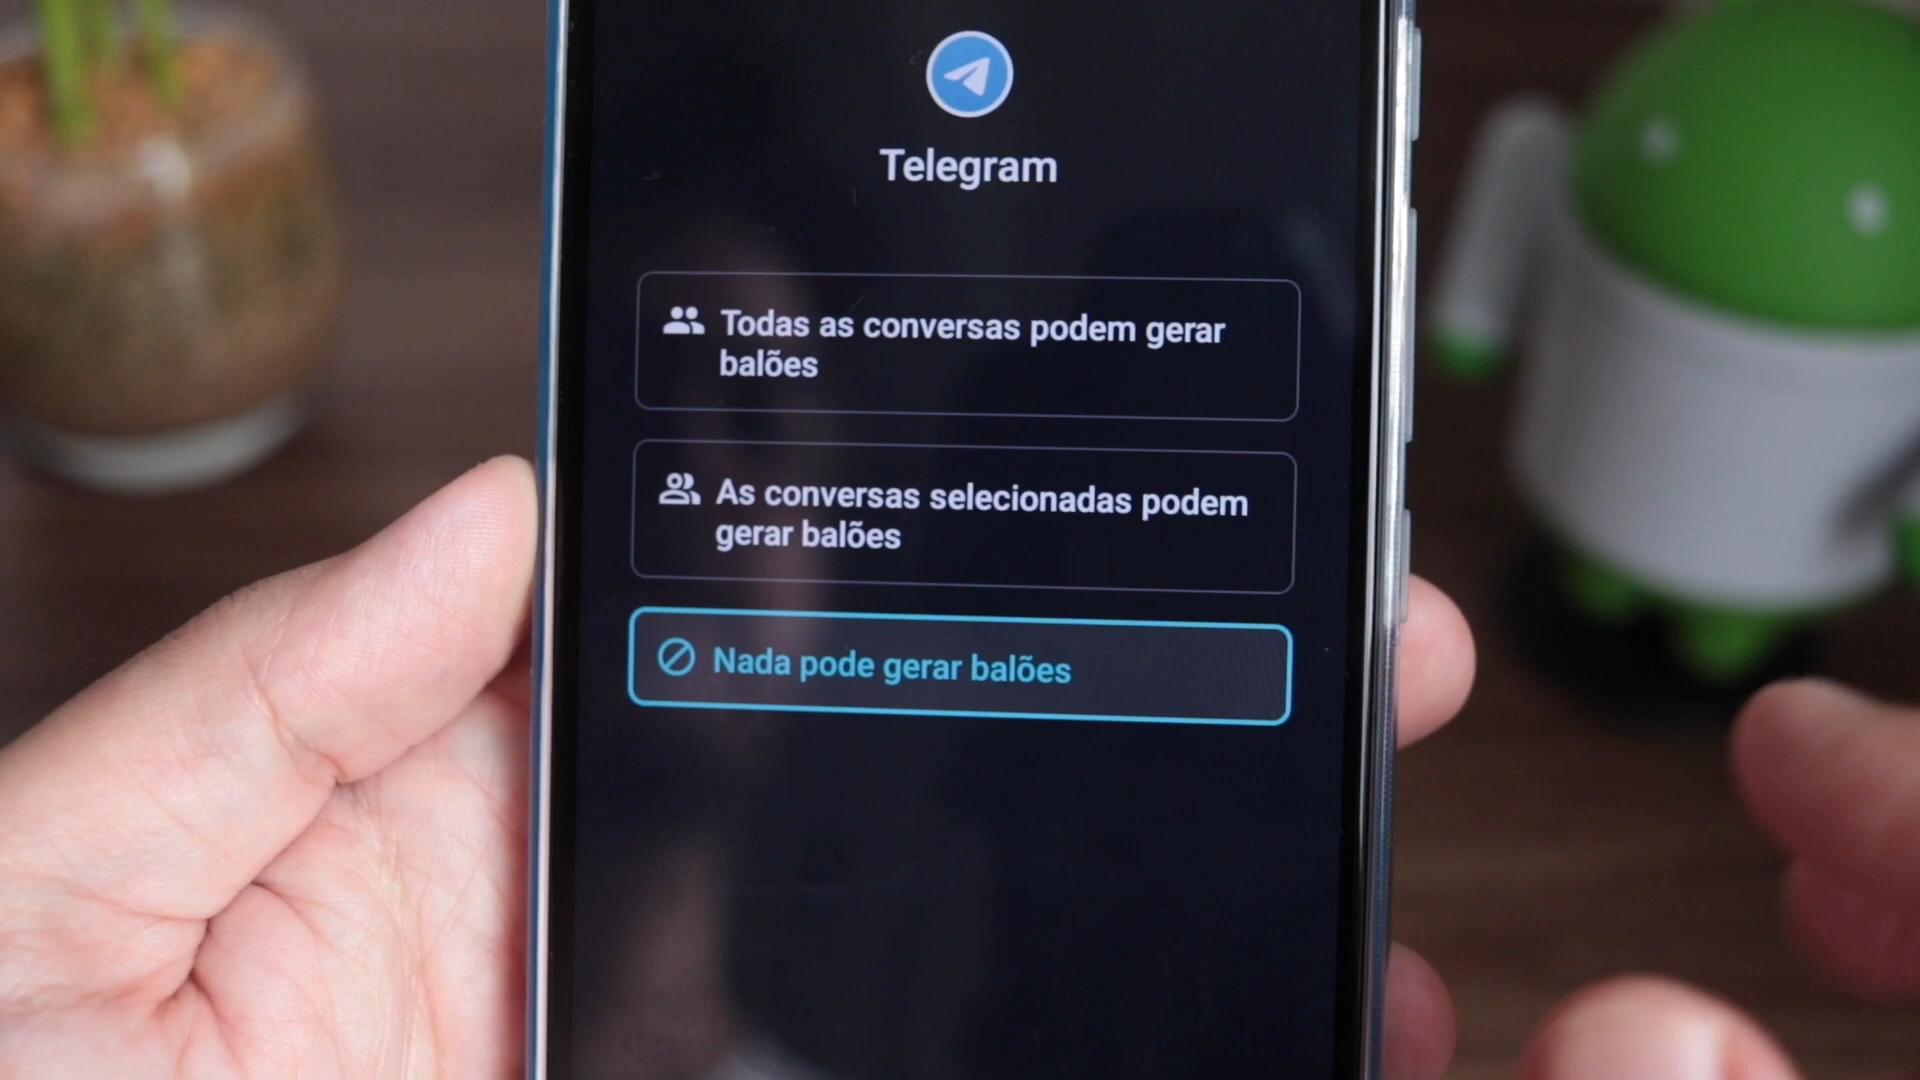 Telegram
Todas as conversas podem gerar
balões
As conversas selecionadas podem
gerar balões
Nada pode gerar balões